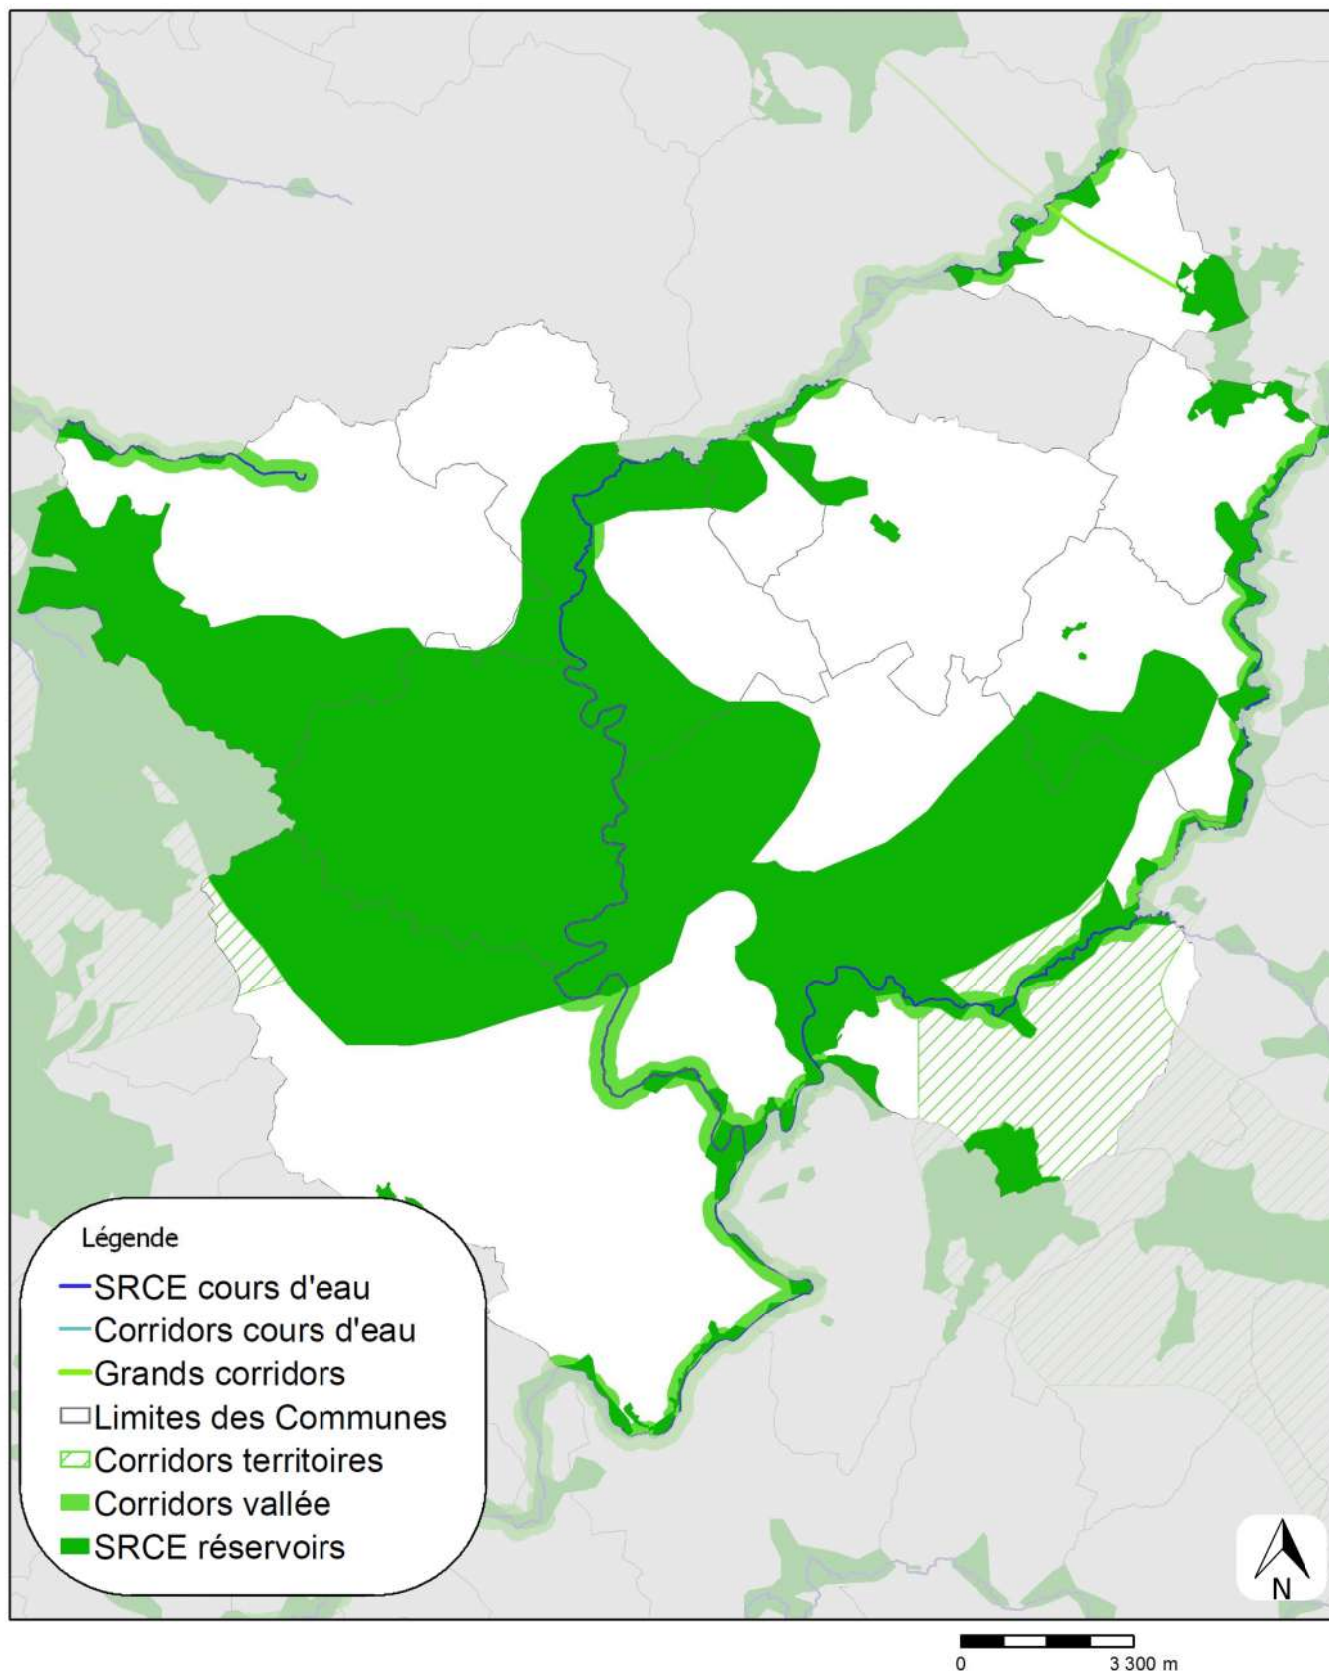 Légende
SRCE cours d'eau
Corridors cours d'eau
Grands corridors
Limites des Communes
Corridors territoires
Corridors vallée
SRCE réservoirs
N
0 3 300 m